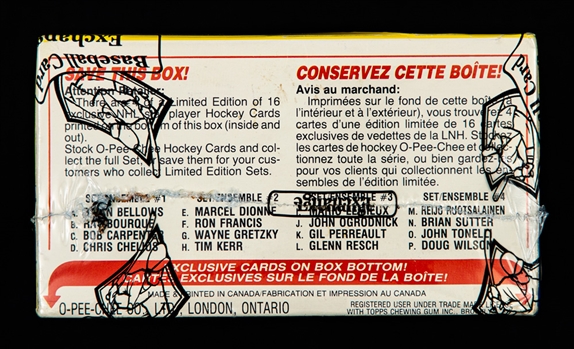 Exchange
Baseball Card
SAVE THIS BOX!
Attention Retailer:
There are Limited Edition of 16
exclusive NHL player Hockey Cards
printed bottom of this box (inside and
out).
Stock O-Pee-Chee Hockey Cards and col-
lect the full Set, or save them for your cus-
tomers who collect Limited Edition Sets.
CONSERVEZ CETTE BOÎTE!
Avis au marchand:
Imprimées sur le fond de cette boîte (à
l'intérieur et à l'extérieur), vous trouverez 4
cartes d'une édition limitée de 16 cartes
exclusives de vedettes de la LNH. Stockez
les cartes de hockey O-Pee-Chee et collec-
tionnez toute la série, ou bien gardez-les
pour vos clients qui collectionnent les en-
sembles de l'édition limitée.
SET/ENSEMBLE #1
A. BRIAN BELLOWS
B. RAY BOURQUE
C. BOB CARPENTER
D. CHRIS CHELIOS
SET/ENSEMBLE #2
E. MARCEL DIONNE
F. RON FRANCIS
G. WAYNE GRETZKY
H. TIM KERR
SET/ENSEMBLE #3
MARIO LEMIEUX
J. JOHN OGRODNICK
K. GIL PERREAULT
L. GLENN RESCH
SET/ENSEMBLE #4
M. REIJO RUOTSALAINEN
N. BRIAN SUTTER
O. JOHN TONELLI
P. DOUG WILSON
Exchange
EXCLUSIVE CARDS ON BOX BOTTOM!
CARTES EXCLUSIVES SUR LE FOND DE LA BOÎTE!
MADE & PRINTED IN CANADA/FABRICATION ET IMPRESSION AU CANADA
O-PEE-CHEE CO. LTD., LONDON, ONTARIO
REGISTERED USER UNDER TRADE MARK
WITH TOPPS CHEWING GUM INC.,